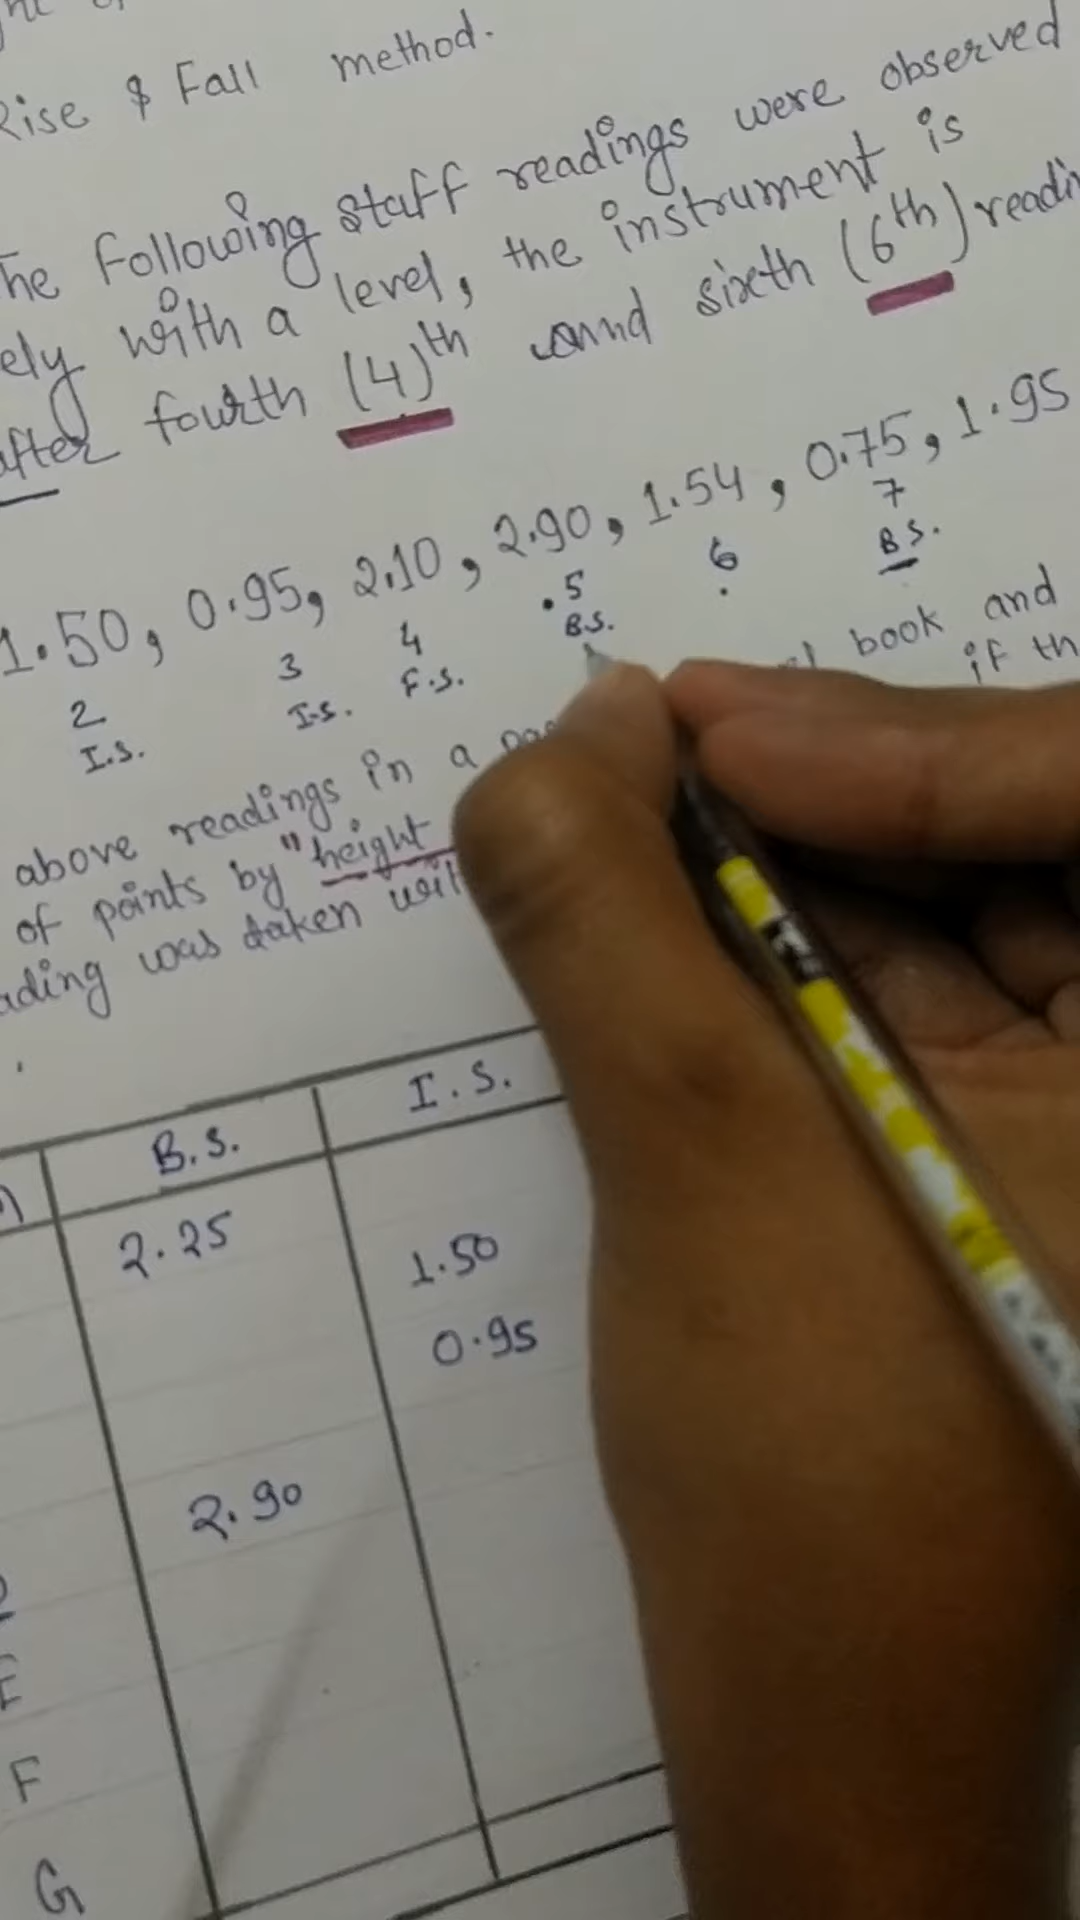 Rise & Fall method.
The Following staff readings were observed
ely with a level, the instrument is
after fourth (4)th and sixth (6th) readi
1.50, 0.95, 2.10, 2.90, 1.54, 0.75, 1.95
2 3 4 .5 6 7
I.S. I.S. F.S. B.S. B.S.
above readings in a book and
of points by "height if th
ading was taken
B.S. I.S.
2.25 1.50
0.95
2.90
E
F
G